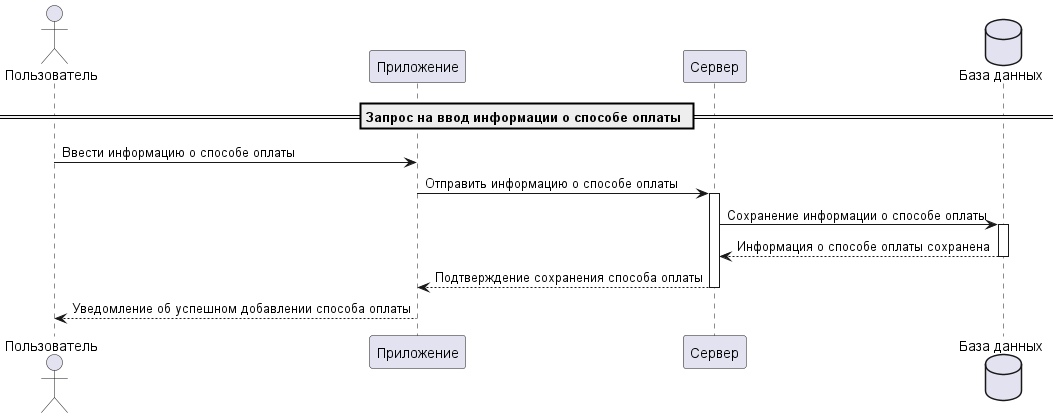 Пользователь
Приложение
Сервер
База данных
Запрос на ввод информации о способе оплаты
Ввести информацию о способе оплаты
Отправить информацию о способе оплаты
Сохранение информации о способе оплаты
Информация о способе оплаты сохранена
Подтверждение сохранения способа оплаты
Уведомление об успешном добавлении способа оплаты
Пользователь
Приложение
Сервер
База данных